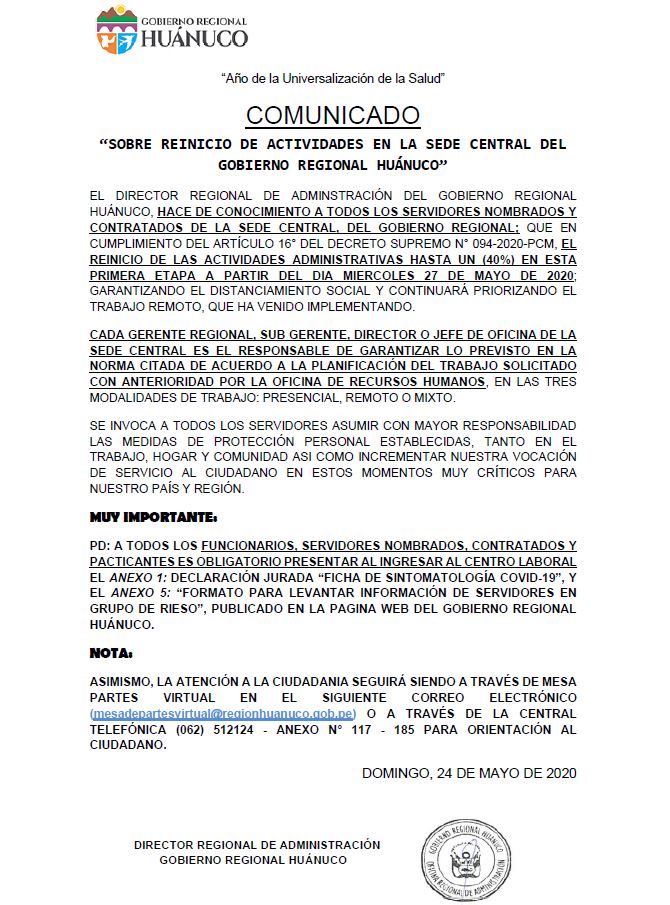 GOBIERNO REGIONAL
HUÁNUCO
“Año de la Universalización de la Salud”
COMUNICADO
“SOBRE REINICIO DE ACTIVIDADES EN LA SEDE CENTRAL DEL
GOBIERNO REGIONAL HUÁNUCO”
EL DIRECTOR REGIONAL DE ADMINSTRACIÓN DEL GOBIERNO REGIONAL
HUÁNUCO, HACE DE CONOCIMIENTO A TODOS LOS SERVIDORES NOMBRADOS Y
CONTRATADOS DE LA SEDE CENTRAL, DEL GOBIERNO REGIONAL; QUE EN
CUMPLIMIENTO DEL ARTÍCULO 16° DEL DECRETO SUPREMO N° 094-2020-PCM, EL
REINICIO DE LAS ACTIVIDADES ADMINISTRATIVAS HASTA UN (40%) EN ESTA
PRIMERA ETAPA A PARTIR DEL DIA MIERCOLES 27 DE MAYO DE 2020;
GARANTIZANDO EL DISTANCIAMIENTO SOCIAL Y CONTINUARÁ PRIORIZANDO EL
TRABAJO REMOTO, QUE HA VENIDO IMPLEMENTANDO.
CADA GERENTE REGIONAL, SUB GERENTE, DIRECTOR O JEFE DE OFICINA DE LA
SEDE CENTRAL ES EL RESPONSABLE DE GARANTIZAR LO PREVISTO EN LA
NORMA CITADA DE ACUERDO A LA PLANIFICACIÓN DEL TRABAJO SOLICITADO
CON ANTERIORIDAD POR LA OFICINA DE RECURSOS HUMANOS, EN LAS TRES
MODALIDADES DE TRABAJO: PRESENCIAL, REMOTO O MIXTO.
SE INVOCA A TODOS LOS SERVIDORES ASUMIR CON MAYOR RESPONSABILIDAD
LAS MEDIDAS DE PROTECCIÓN PERSONAL ESTABLECIDAS, TANTO EN EL
TRABAJO, HOGAR Y COMUNIDAD ASI COMO INCREMENTAR NUESTRA VOCACIÓN
DE SERVICIO AL CIUDADANO EN ESTOS MOMENTOS MUY CRÍTICOS PARA
NUESTRO PAÍS Y REGIÓN.
MUY IMPORTANTE:
PD: A TODOS LOS FUNCIONARIOS, SERVIDORES NOMBRADOS, CONTRATADOS Y
PACTICANTES ES OBLIGATORIO PRESENTAR AL INGRESAR AL CENTRO LABORAL
EL ANEXO 1: DECLARACIÓN JURADA “FICHA DE SINTOMATOLOGÍA COVID-19”, Y
EL ANEXO 5: “FORMATO PARA LEVANTAR INFORMACIÓN DE SERVIDORES EN
GRUPO DE RIESO”, PUBLICADO EN LA PAGINA WEB DEL GOBIERNO REGIONAL
HUÁNUCO.
NOTA:
ASIMISMO, LA ATENCIÓN A LA CIUDADANIA SEGUIRÁ SIENDO A TRAVÉS DE MESA
PARTES VIRTUAL EN EL SIGUIENTE CORREO ELECTRÓNICO
(mesadepartesvirtual@regionhuanuco.gob.pe) O A TRAVÉS DE LA CENTRAL
TELEFÓNICA (062) 512124 - ANEXO N° 117 - 185 PARA ORIENTACIÓN AL
CIUDADANO.
DOMINGO, 24 DE MAYO DE 2020
DIRECTOR REGIONAL DE ADMINISTRACIÓN
GOBIERNO REGIONAL HUÁNUCO
GOBIERNO REGIONAL HUÁNUCO
OFICINA REGIONAL DE ADMINISTRACIÓN